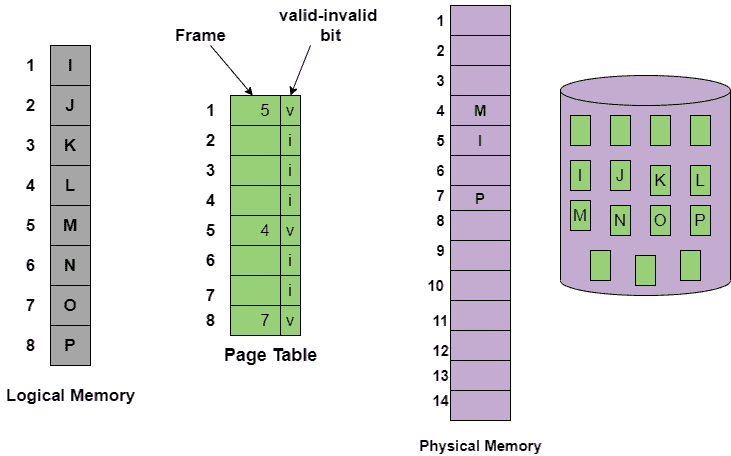 Frame
valid-invalid
bit
1 I
2 J
3 K
4 L
5 M
6 N
7 O
8 P
Logical Memory
1 5 v
2 i
3 i
4 i
5 4 v
6 i
7 i
8 7 v
Page Table
1
2
3
4 M
5 I
6
7 P
8
9
10
11
12
13
14
Physical Memory
I J K L
M N O P